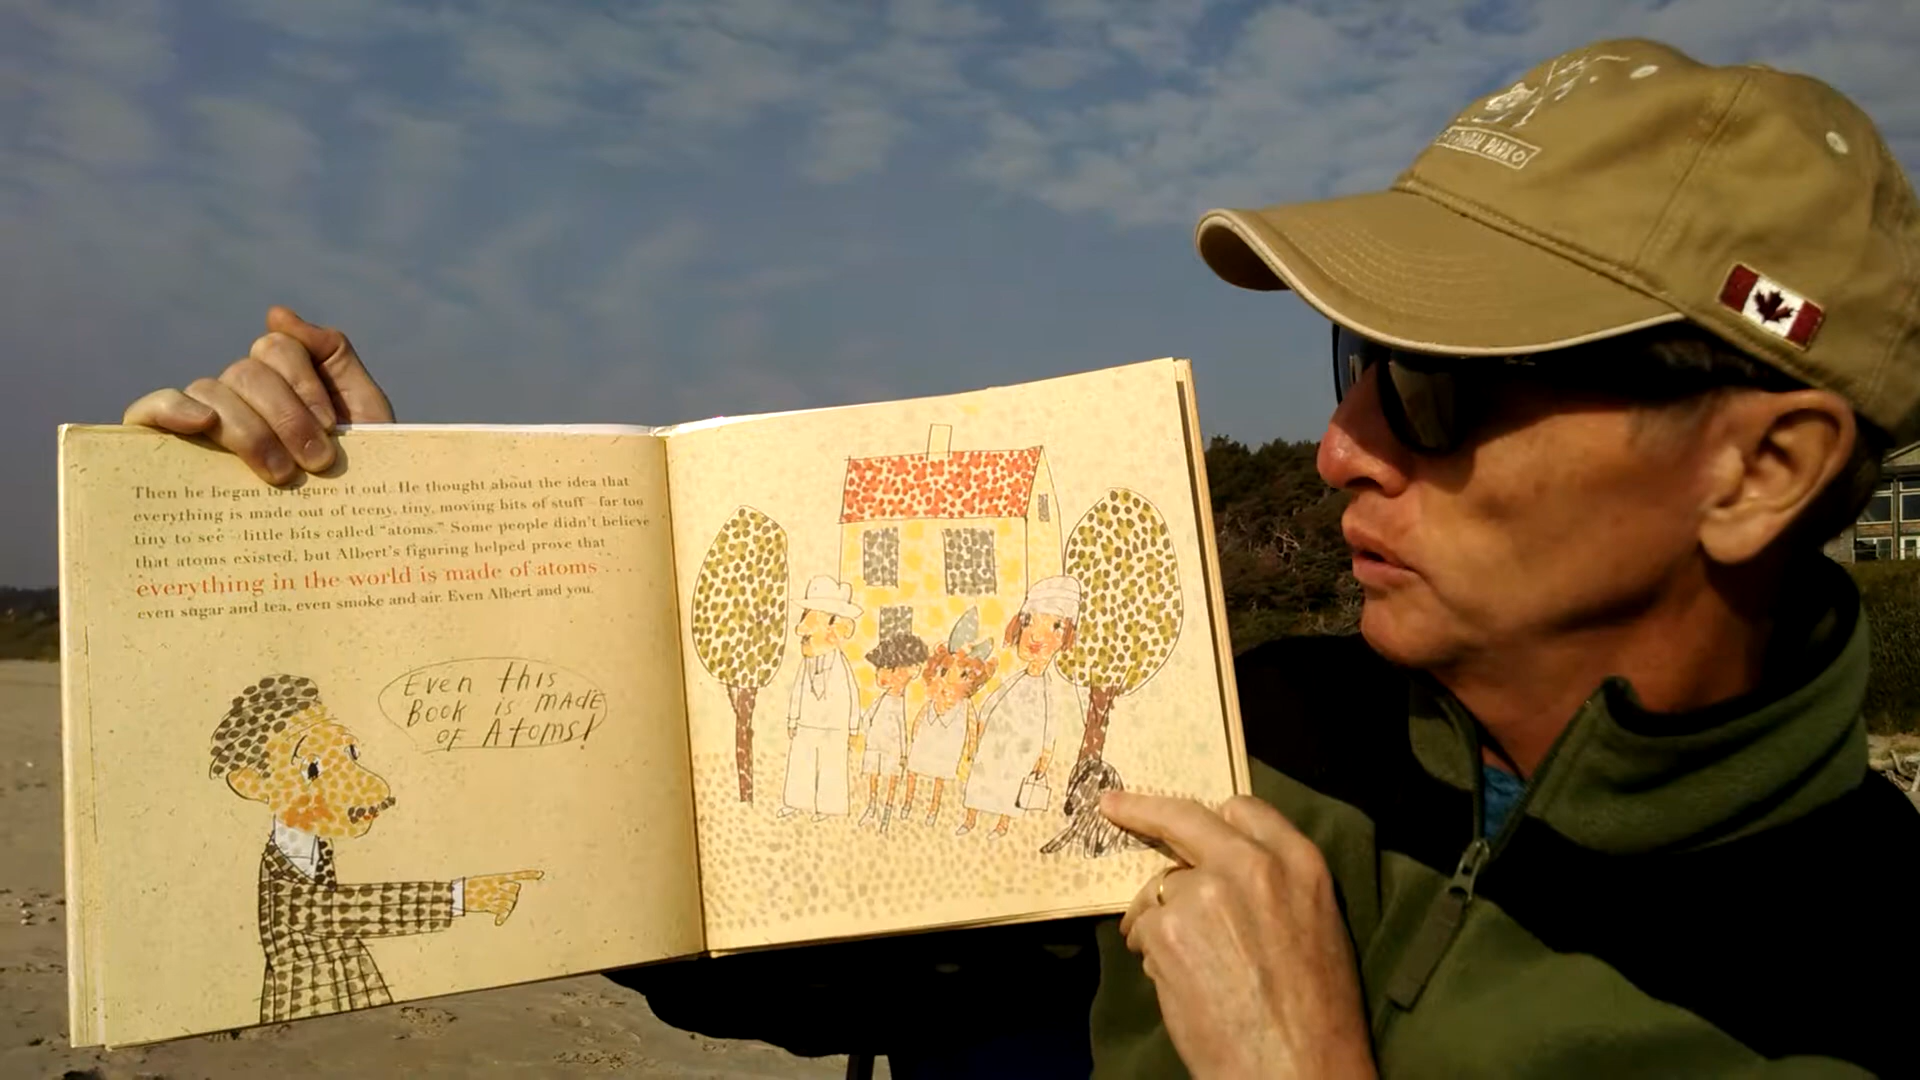 Then he began to figure it out. He thought about the idea that
everything is made out of teeny, tiny, moving bits of stuff—far too
tiny to see—little bits called “atoms.” Some people didn’t believe
that atoms existed, but Albert’s figuring helped prove that
everything in the world is made of atoms . . .
even sugar and tea, even smoke and air. Even Albert and you.
Even this
Book is MADE
OF Atoms!
PARK